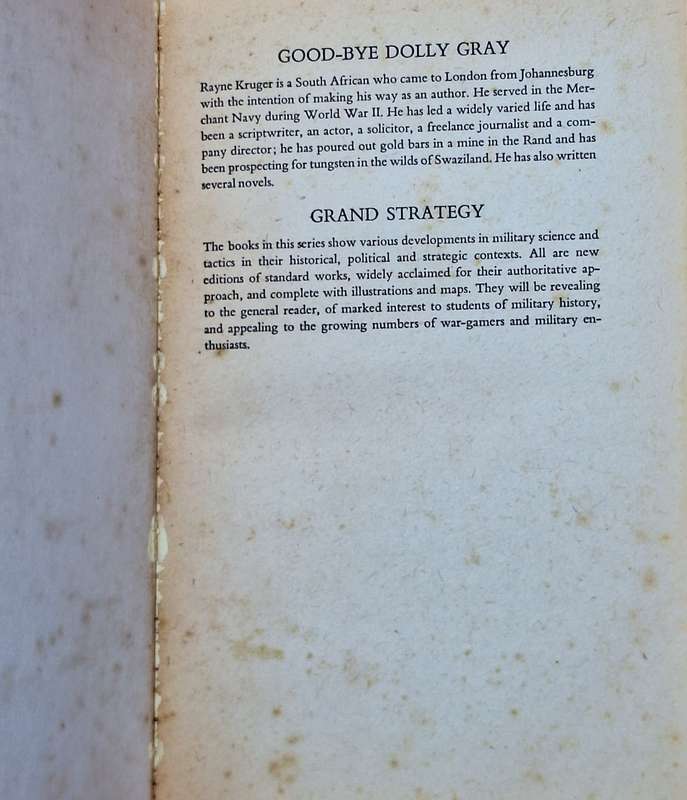 GOOD-BYE DOLLY GRAY
Rayne Kruger is a South African who came to London from Johannesburg
with the intention of making his way as an author. He served in the Mer-
chant Navy during World War II. He has led a widely varied life and has
been a scriptwriter, an actor, a solicitor, a freelance journalist and a com-
pany director; he has poured out gold bars in a mine in the Rand and has
been prospecting for tungsten in the wilds of Swaziland. He has also written
several novels.
GRAND STRATEGY
The books in this series show various developments in military science and
tactics in their historical, political and strategic contexts. All are new
editions of standard works, widely acclaimed for their authoritative ap-
proach, and complete with illustrations and maps. They will be revealing
to the general reader, of marked interest to students of military history,
and appealing to the growing numbers of war-gamers and military en-
thusiasts.